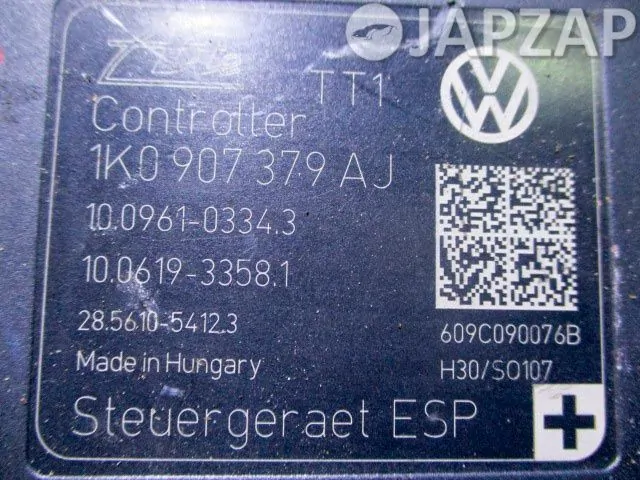 JAPZAP
TT1
Controller
1K0 907 379 AJ
10.0961-0334.3
10.0619-3358.1
28.5610-5412.3
609C090076B
Made in Hungary
H30/SO107
Steuergeraet ESP